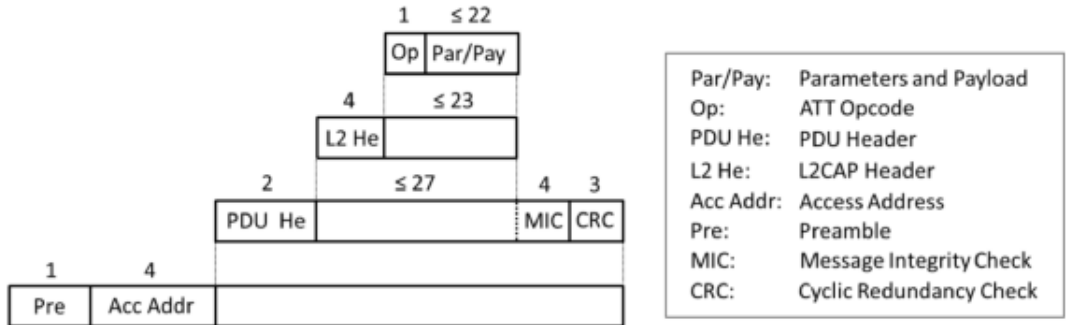 1 ≤ 22
Op Par/Pay
4 ≤ 23
L2 He
2 ≤ 27 4 3
PDU He MIC CRC
1 4
Pre Acc Addr
Par/Pay: Parameters and Payload
Op: ATT Opcode
PDU He: PDU Header
L2 He: L2CAP Header
Acc Addr: Access Address
Pre: Preamble
MIC: Message Integrity Check
CRC: Cyclic Redundancy Check